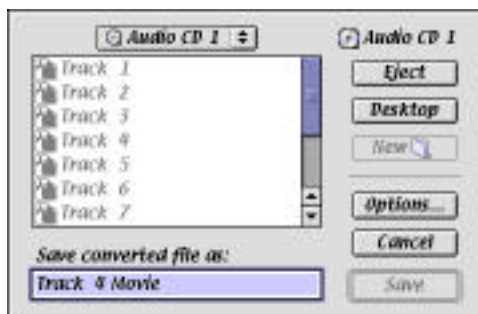 Audio CD 1
Audio CD 1
Track 1
Track 2
Track 3
Track 4
Track 5
Track 6
Track 7
Eject
Desktop
New
Options...
Cancel
Save
Save converted file as:
Track 4 Movie